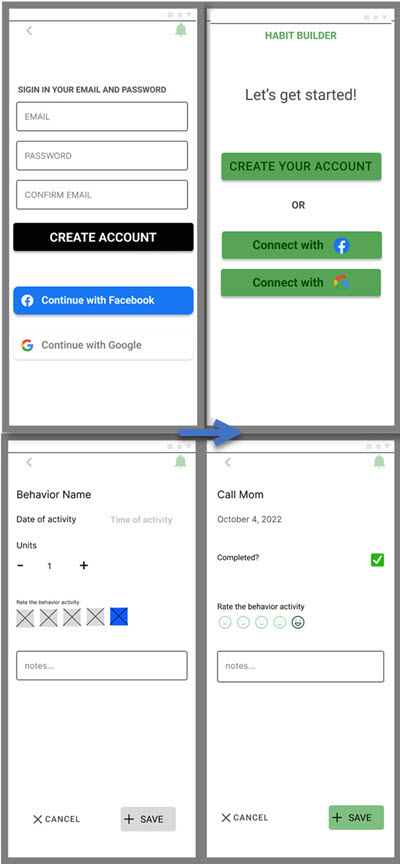 SIGIN IN YOUR EMAIL AND PASSWORD
EMAIL
PASSWORD
CONFIRM EMAIL
CREATE ACCOUNT
Continue with Facebook
Continue with Google
HABIT BUILDER
Let's get started!
CREATE YOUR ACCOUNT
OR
Connect with
Connect with
Behavior Name
Date of activity Time of activity
Units
- 1 +
Rate the behavior activity
notes...
CANCEL + SAVE
Call Mom
October 4, 2022
Completed?
Rate the behavior activity
notes...
CANCEL + SAVE